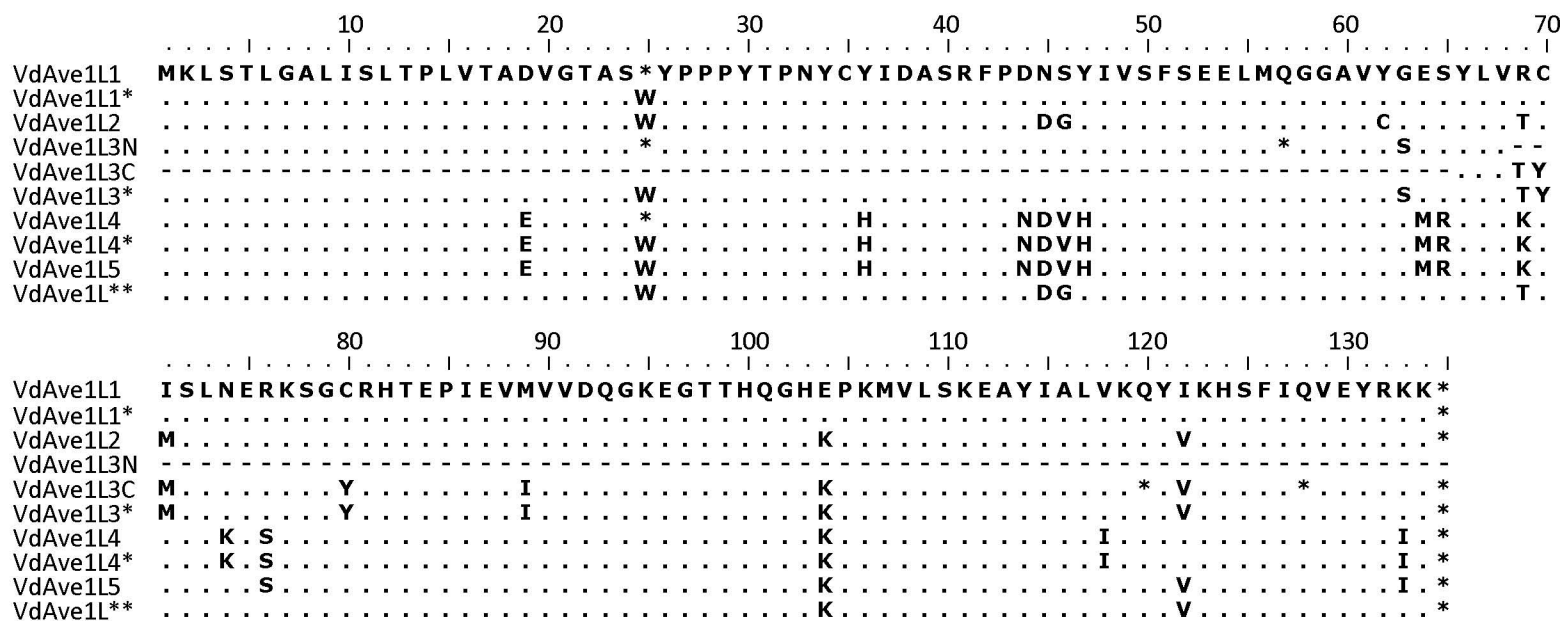 10 20 30 40 50 60 70
VdAve1L1 MKLSTLGALISLTPLVTADVGTAS*YPPPYTPNYCYIDASRFPDNSYIVSFSEELMQGGAVYGESYLVRC
VdAve1L1* ........................W.............................................
VdAve1L2 ........................W...................DG...............C......T.
VdAve1L3N ........................*...............................*.....S.....--
VdAve1L3C -----------------------------------------------------------------...TY
VdAve1L3* ........................W.....................................S.....TY
VdAve1L4 ..................E.....*..........H.......NDVH................MR...K.
VdAve1L4* ..................E.....W..........H.......NDVH................MR...K.
VdAve1L5 ..................E.....W..........H.......NDVH................MR...K.
VdAve1L** ........................W...................DG......................T.
80 90 100 110 120 130
VdAve1L1 ISLNERKSGCRHTEPIEVMVVDQGKEGTTHQGHEPKMVLSKEAYIALVKQYIKHSFIQVEYRKK*
VdAve1L1* ................................................................*
VdAve1L2 M................................K.................V............*
VdAve1L3N -----------------------------------------------------------------
VdAve1L3C M........Y........I..............K...............*.V.....*......*
VdAve1L3* M........Y........I..............K.................V............*
VdAve1L4 ...K.S...........................K.............I..............I.*
VdAve1L4* ...K.S...........................K.............I..............I.*
VdAve1L5 .....S...........................K.................V..........I.*
VdAve1L** .................................K.................V............*